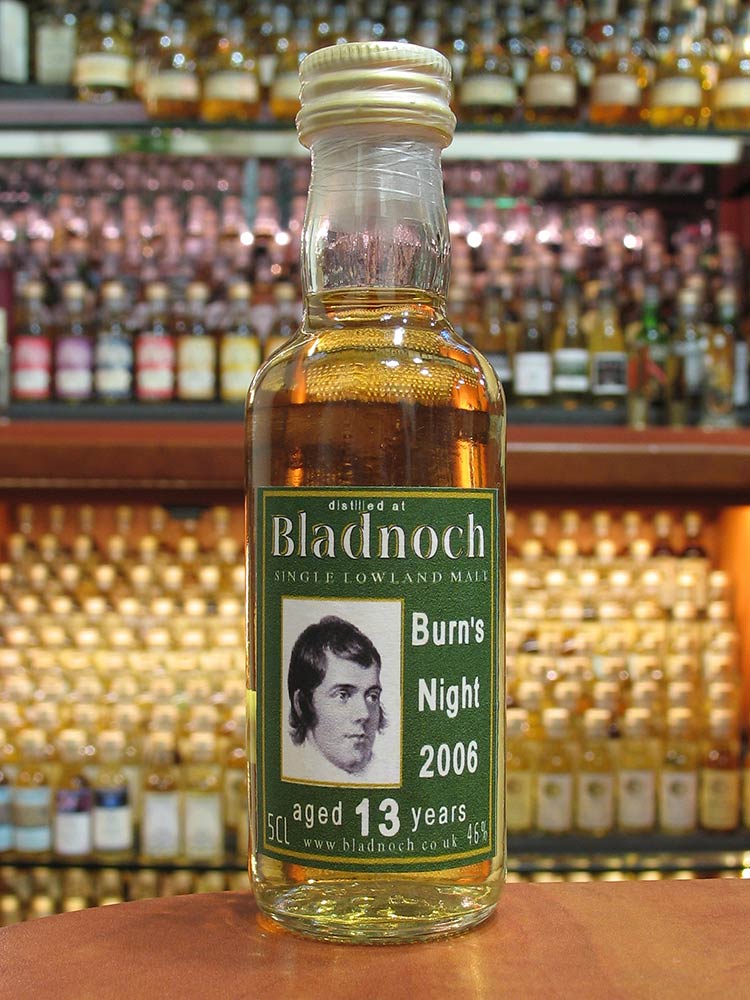 distilled at
Bladnoch
SINGLE LOWLAND MALT
Burn's
Night
2006
aged 13 years
5CL www.bladnoch.co.uk 46%